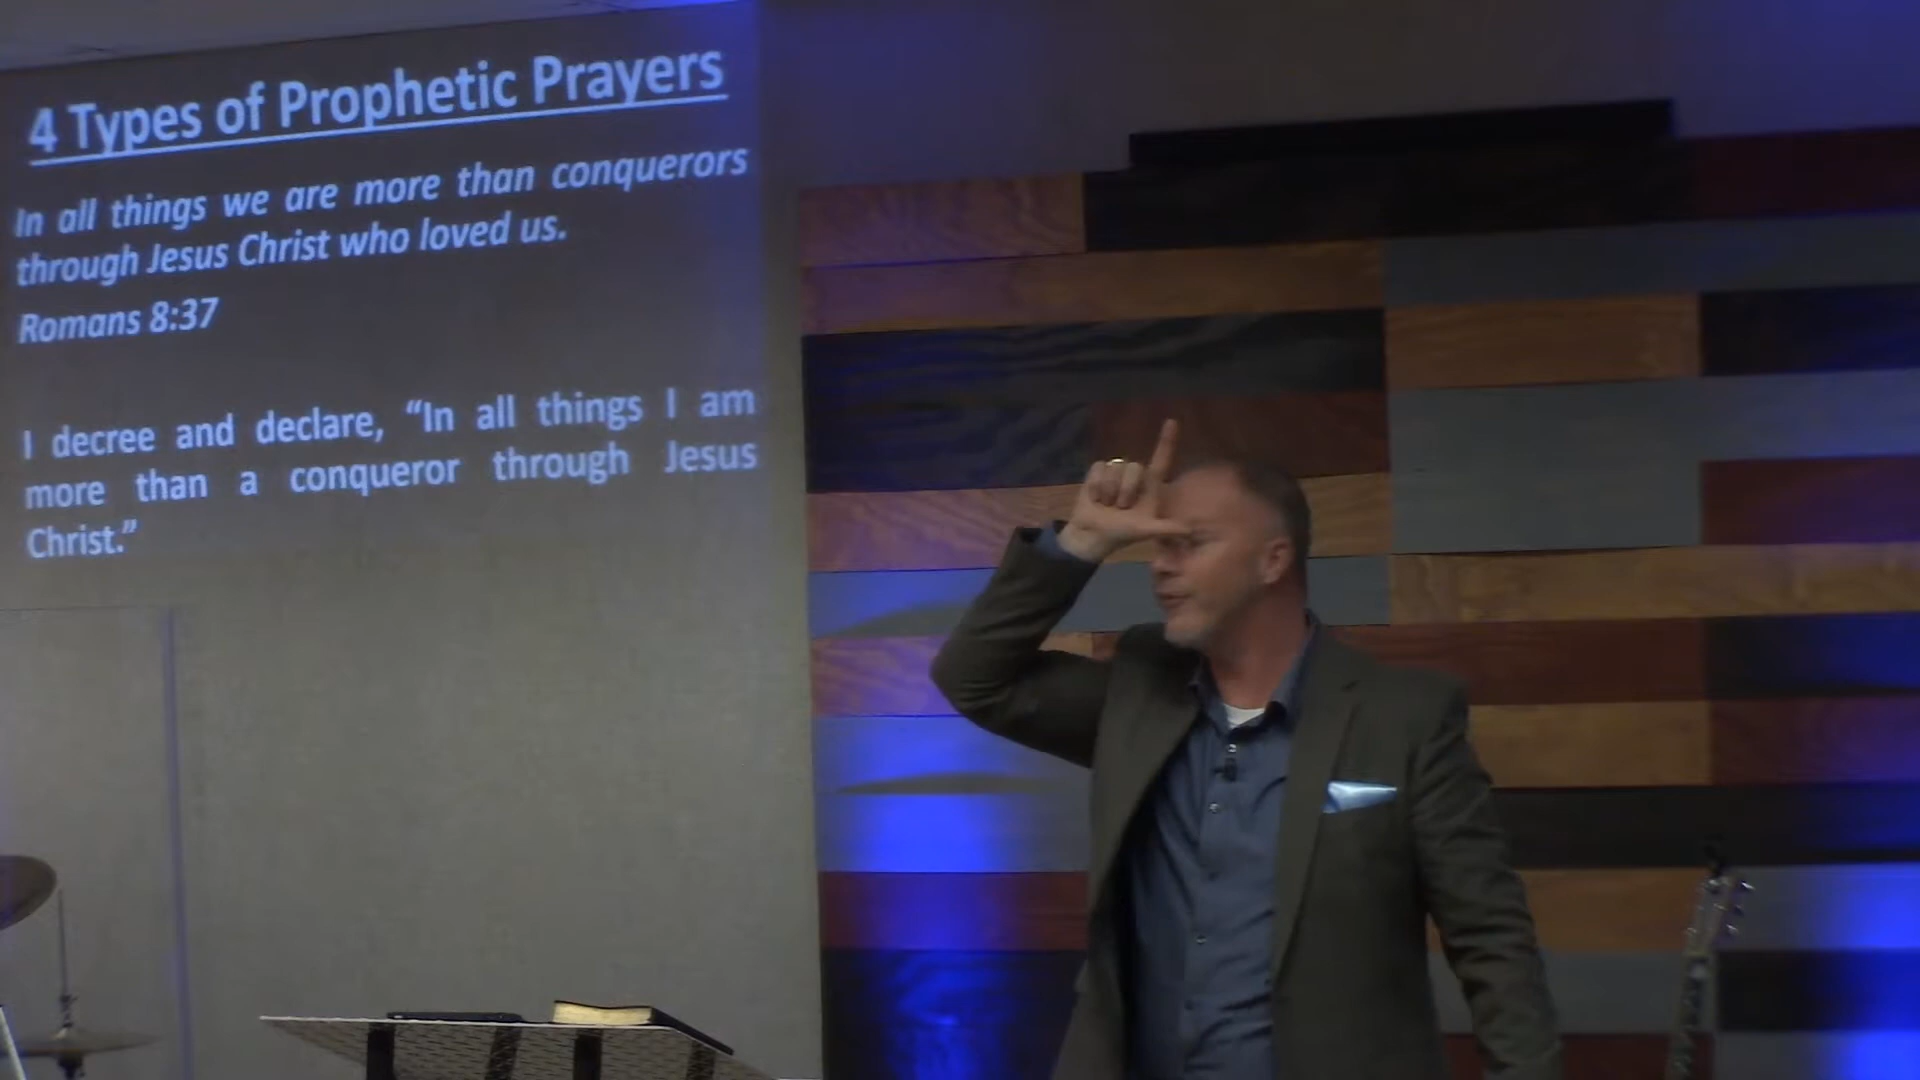 4 Types of Prophetic Prayers
In all things we are more than conquerors
through Jesus Christ who loved us.
Romans 8:37
I decree and declare, “In all things I am
more than a conqueror through Jesus
Christ.”